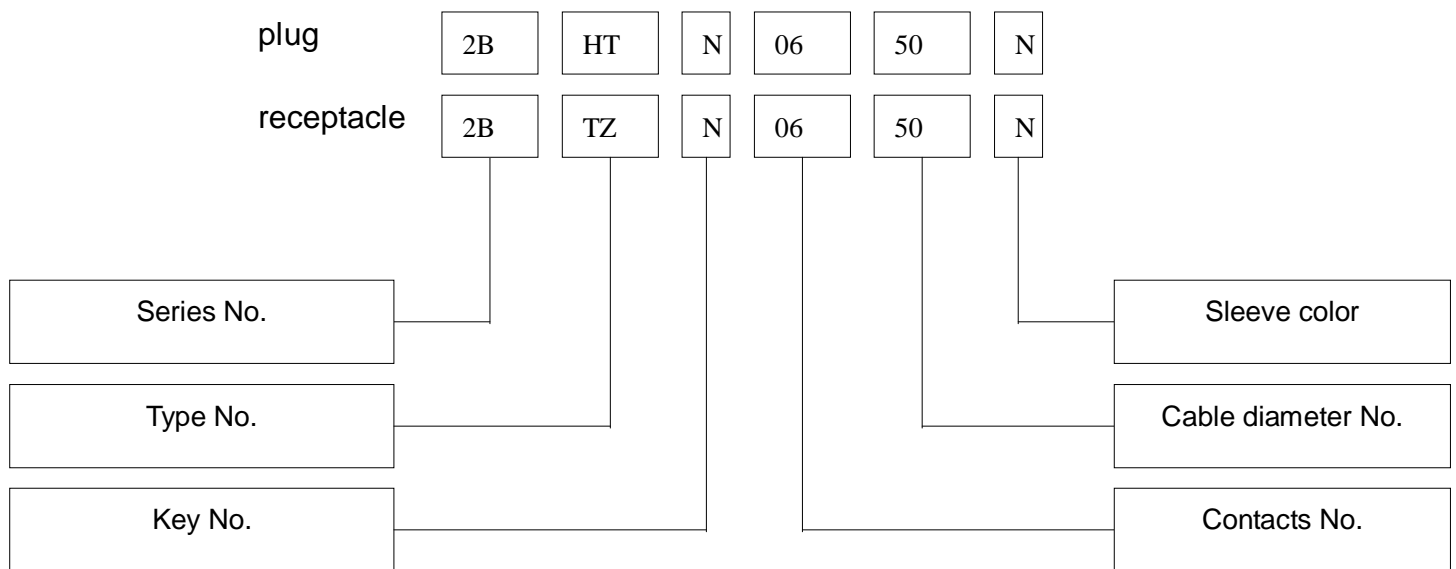 plug 2B HT N 06 50 N
receptacle 2B TZ N 06 50 N
Series No. Sleeve color
Type No. Cable diameter No.
Key No. Contacts No.